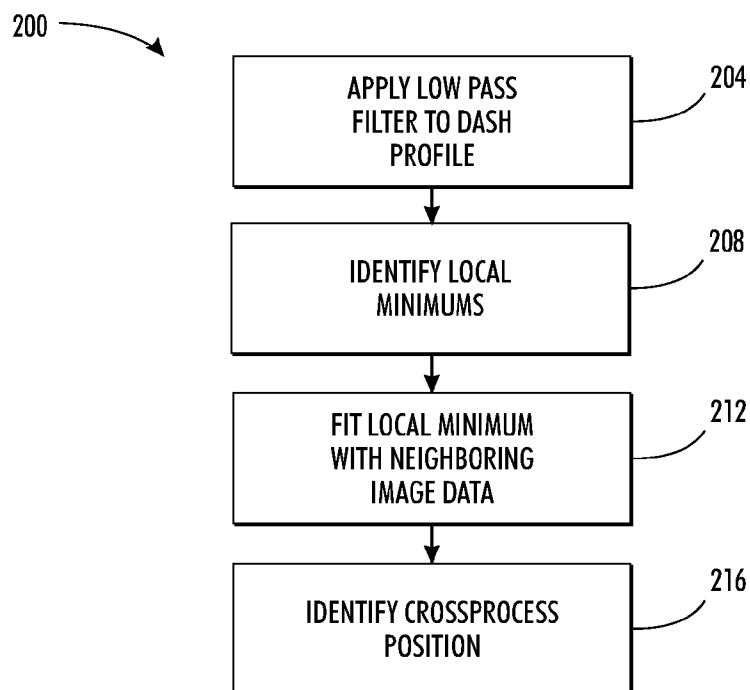 200
APPLY LOW PASS
FILTER TO DASH
PROFILE
204
IDENTIFY LOCAL
MINIMUMS
208
FIT LOCAL MINIMUM
WITH NEIGHBORING
IMAGE DATA
212
IDENTIFY CROSSPROCESS
POSITION
216